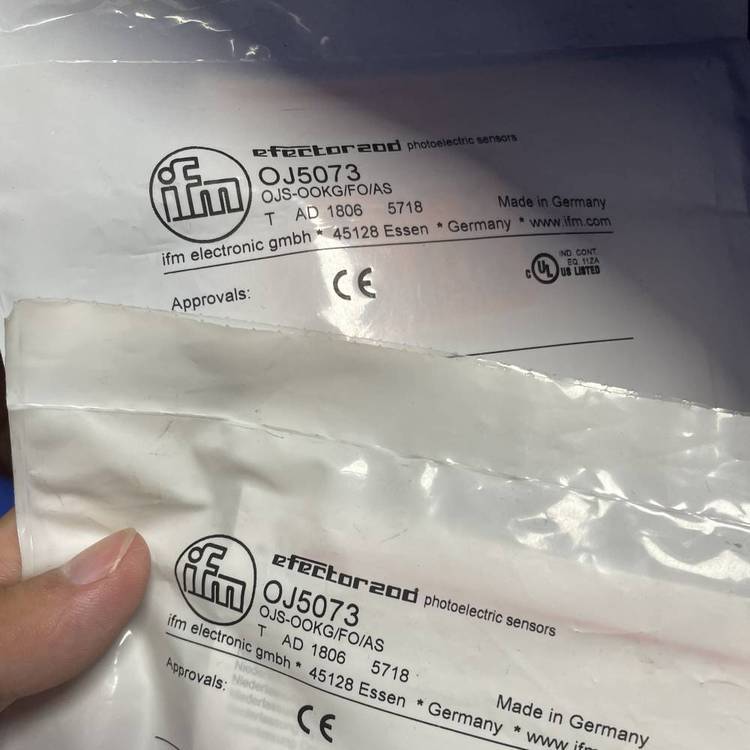 ifm
efector200 photoelectric sensors
OJ5073
OJS-OOKG/FO/AS
T AD 1806 5718 Made in Germany
ifm electronic gmbh * 45128 Essen * Germany * www.ifm.com
Approvals: CE
C UL US LISTED
IND. CONT.
EQ. 11ZA
ifm
efector200 photoelectric sensors
OJ5073
OJS-OOKG/FO/AS
T AD 1806 5718 Made in Germany
ifm electronic gmbh * 45128 Essen * Germany * www.ifm
Approvals: CE